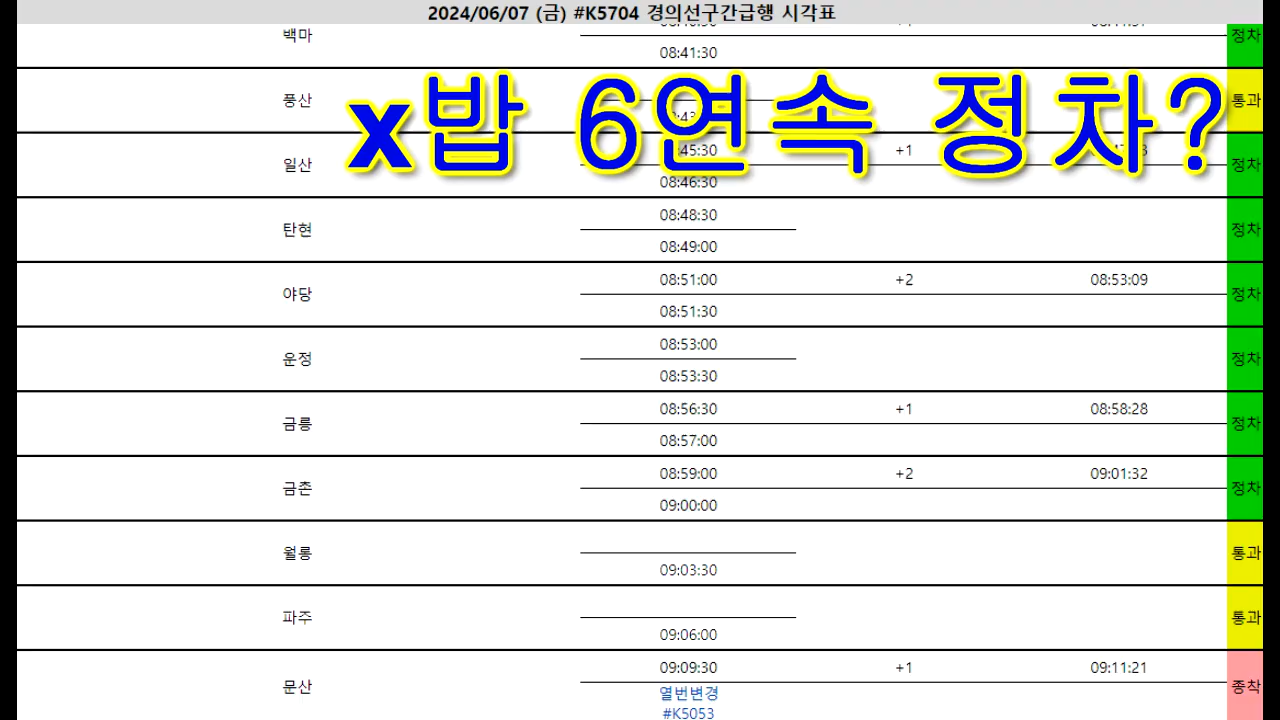 2024/06/07 (금) #K5704 경의선구간급행 시각표
백마
08:41:30
정차
x밥 6연속 정차?
풍산
통과
일산
+1
08:46:30
정차
탄현
08:48:30
08:49:00
정차
야당
08:51:00
+2
08:53:09
08:51:30
정차
운정
08:53:00
08:53:30
정차
금릉
08:56:30
+1
08:58:28
08:57:00
정차
금촌
08:59:00
+2
09:01:32
09:00:00
정차
월롱
09:03:30
통과
파주
09:06:00
통과
문산
09:09:30
+1
09:11:21
열번변경
#K5053
종착